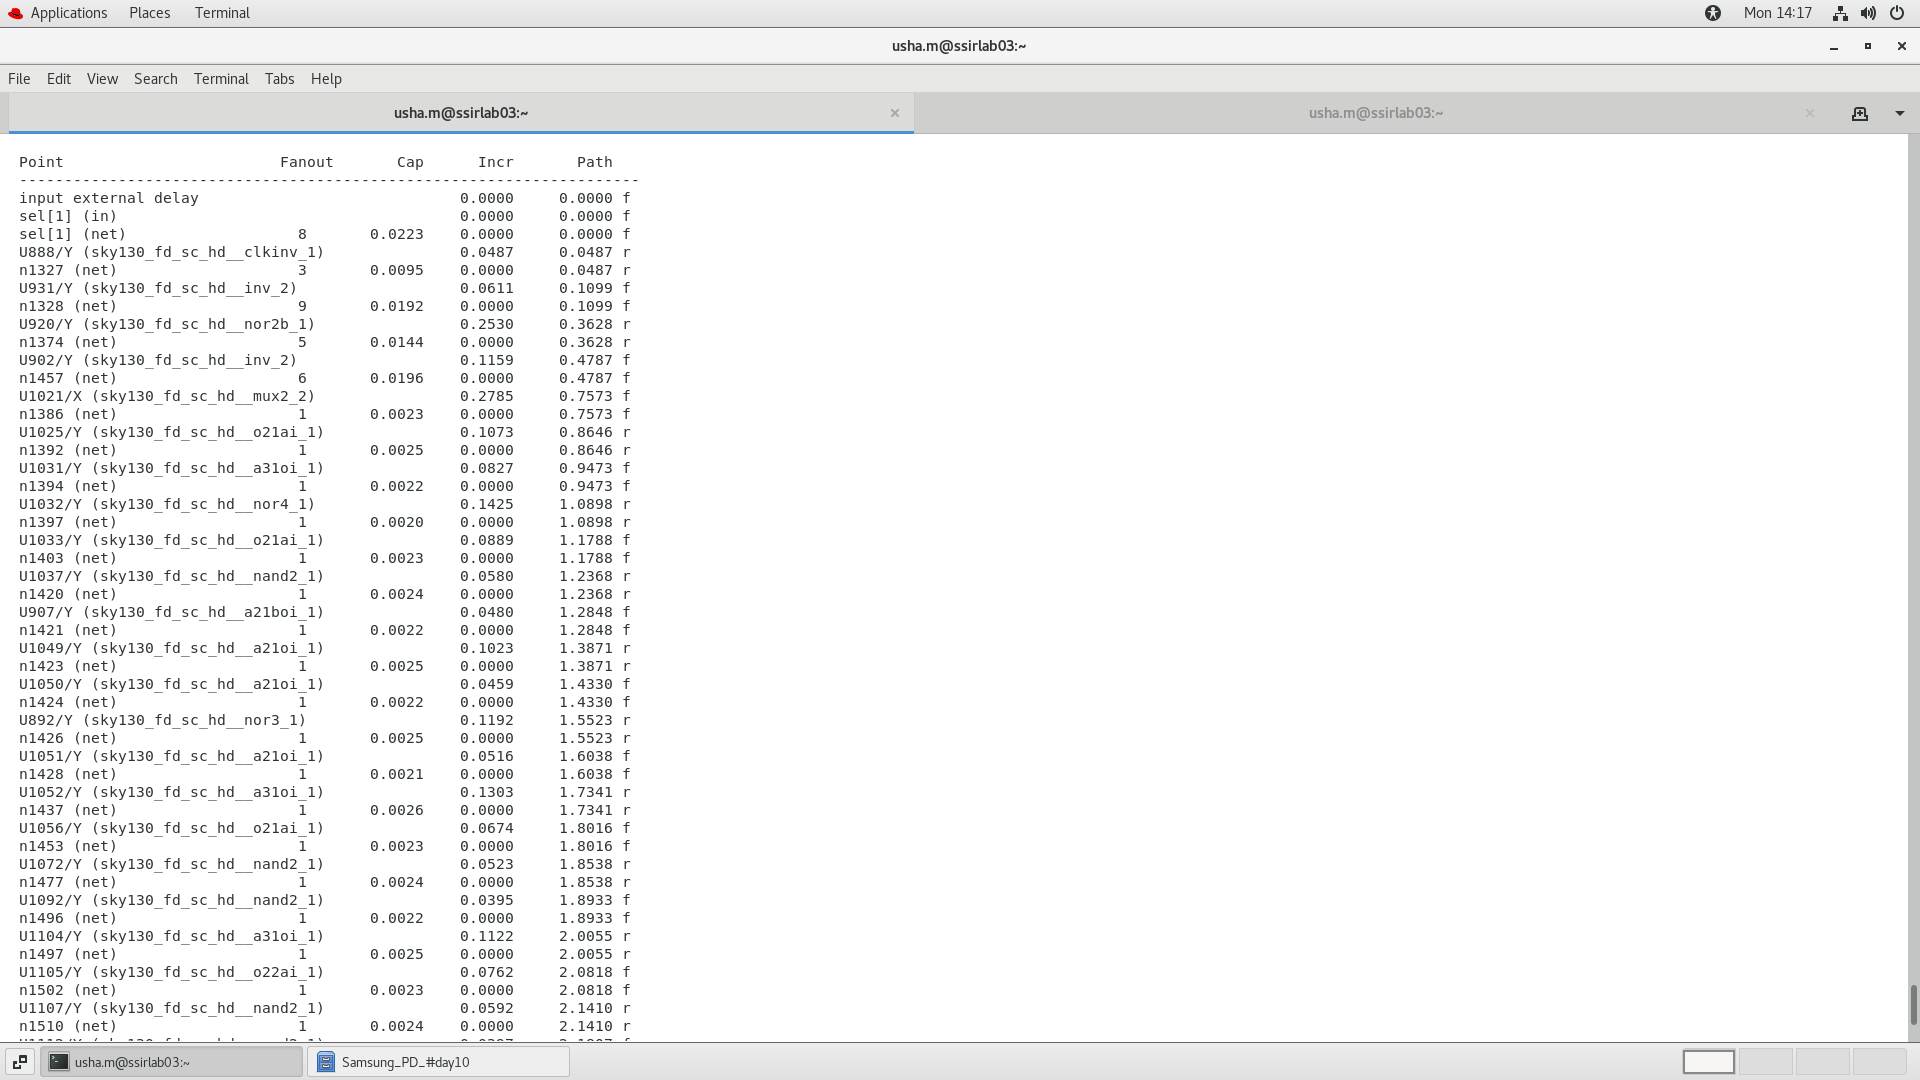 Applications Places Terminal Mon 14:17
usha.m@ssirlab03:~
File Edit View Search Terminal Tabs Help
usha.m@ssirlab03:~ × usha.m@ssirlab03:~ ×
Point Fanout Cap Incr Path
---------------------------------------------------------------------
input external delay 0.0000 0.0000 f
sel[1] (in) 0.0000 0.0000 f
sel[1] (net) 8 0.0223 0.0000 0.0000 f
U888/Y (sky130_fd_sc_hd__clkinv_1) 0.0487 0.0487 r
n1327 (net) 3 0.0095 0.0000 0.0487 r
U931/Y (sky130_fd_sc_hd__inv_2) 0.0611 0.1099 f
n1328 (net) 9 0.0192 0.0000 0.1099 f
U920/Y (sky130_fd_sc_hd__nor2b_1) 0.2530 0.3628 r
n1374 (net) 5 0.0144 0.0000 0.3628 r
U902/Y (sky130_fd_sc_hd__inv_2) 0.1159 0.4787 f
n1457 (net) 6 0.0196 0.0000 0.4787 f
U1021/X (sky130_fd_sc_hd__mux2_2) 0.2785 0.7573 f
n1386 (net) 1 0.0023 0.0000 0.7573 f
U1025/Y (sky130_fd_sc_hd__o21ai_1) 0.1073 0.8646 r
n1392 (net) 1 0.0025 0.0000 0.8646 r
U1031/Y (sky130_fd_sc_hd__a31oi_1) 0.0827 0.9473 f
n1394 (net) 1 0.0022 0.0000 0.9473 f
U1032/Y (sky130_fd_sc_hd__nor4_1) 0.1425 1.0898 r
n1397 (net) 1 0.0020 0.0000 1.0898 r
U1033/Y (sky130_fd_sc_hd__o21ai_1) 0.0889 1.1788 f
n1403 (net) 1 0.0023 0.0000 1.1788 f
U1037/Y (sky130_fd_sc_hd__nand2_1) 0.0580 1.2368 r
n1420 (net) 1 0.0024 0.0000 1.2368 r
U907/Y (sky130_fd_sc_hd__a21boi_1) 0.0480 1.2848 f
n1421 (net) 1 0.0022 0.0000 1.2848 f
U1049/Y (sky130_fd_sc_hd__a21oi_1) 0.1023 1.3871 r
n1423 (net) 1 0.0025 0.0000 1.3871 r
U1050/Y (sky130_fd_sc_hd__a21oi_1) 0.0459 1.4330 f
n1424 (net) 1 0.0022 0.0000 1.4330 f
U892/Y (sky130_fd_sc_hd__nor3_1) 0.1192 1.5523 r
n1426 (net) 1 0.0025 0.0000 1.5523 r
U1051/Y (sky130_fd_sc_hd__a21oi_1) 0.0516 1.6038 f
n1428 (net) 1 0.0021 0.0000 1.6038 f
U1052/Y (sky130_fd_sc_hd__a31oi_1) 0.1303 1.7341 r
n1437 (net) 1 0.0026 0.0000 1.7341 r
U1056/Y (sky130_fd_sc_hd__o21ai_1) 0.0674 1.8016 f
n1453 (net) 1 0.0023 0.0000 1.8016 f
U1072/Y (sky130_fd_sc_hd__nand2_1) 0.0523 1.8538 r
n1477 (net) 1 0.0024 0.0000 1.8538 r
U1092/Y (sky130_fd_sc_hd__nand2_1) 0.0395 1.8933 f
n1496 (net) 1 0.0022 0.0000 1.8933 f
U1104/Y (sky130_fd_sc_hd__a31oi_1) 0.1122 2.0055 r
n1497 (net) 1 0.0025 0.0000 2.0055 r
U1105/Y (sky130_fd_sc_hd__o22ai_1) 0.0762 2.0818 f
n1502 (net) 1 0.0023 0.0000 2.0818 f
U1107/Y (sky130_fd_sc_hd__nand2_1) 0.0592 2.1410 r
n1510 (net) 1 0.0024 0.0000 2.1410 r
usha.m@ssirlab03:~ Samsung_PD_#day10